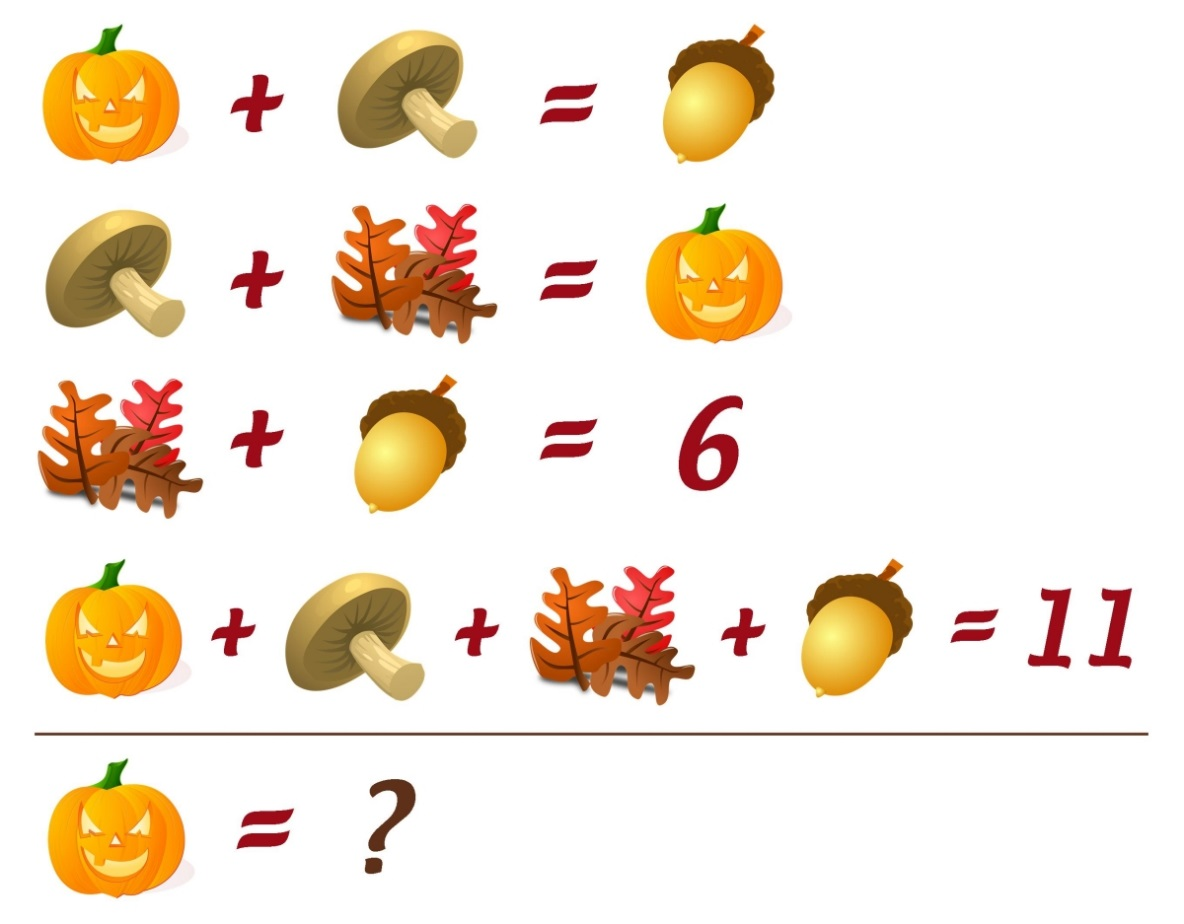 + =
+ =
+ = 6
+ + + = 11
= ?